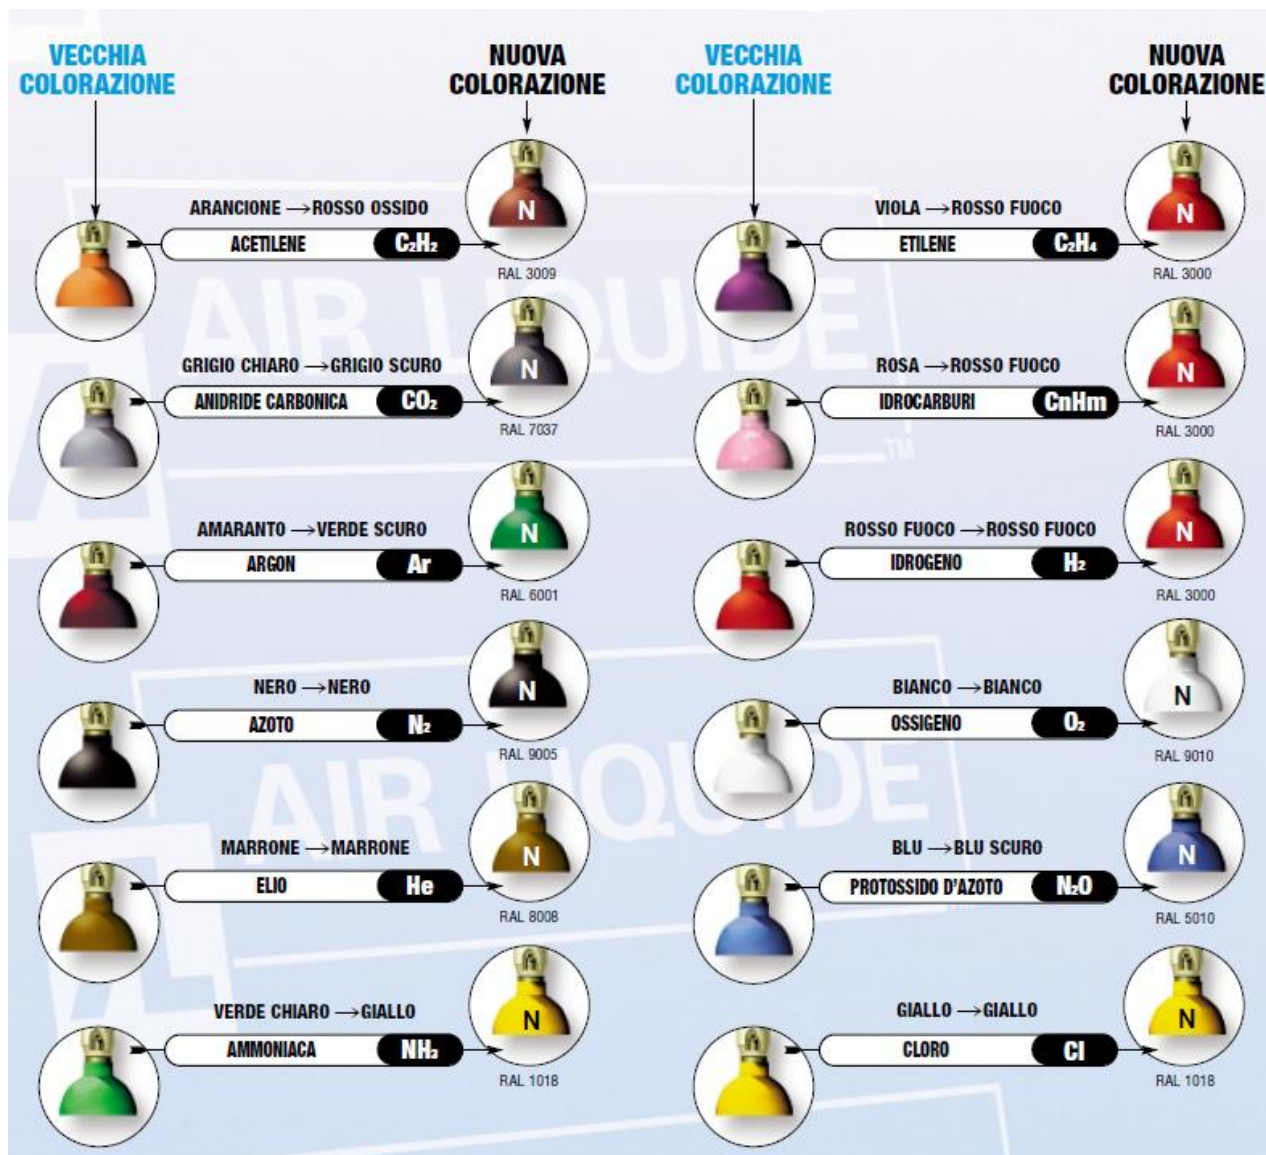 VECCHIA
COLORAZIONE
NUOVA
COLORAZIONE
ARANCIONE →ROSSO OSSIDO
ACETILENE C₂H₂
N
RAL 3009
GRIGIO CHIARO →GRIGIO SCURO
ANIDRIDE CARBONICA CO₂
N
RAL 7037
AMARANTO →VERDE SCURO
ARGON Ar
N
RAL 6001
NERO →NERO
AZOTO N₂
N
RAL 9005
MARRONE →MARRONE
ELIO He
N
RAL 8008
VERDE CHIARO →GIALLO
AMMONIACA NH₃
N
RAL 1018
VECCHIA
COLORAZIONE
NUOVA
COLORAZIONE
VIOLA →ROSSO FUOCO
ETILENE C₂H₄
N
RAL 3000
ROSA →ROSSO FUOCO
IDROCARBURI CnHm
N
RAL 3000
ROSSO FUOCO →ROSSO FUOCO
IDROGENO H₂
N
RAL 3000
BIANCO →BIANCO
OSSIGENO O₂
N
RAL 9010
BLU →BLU SCURO
PROTOSSIDO D'AZOTO N₂O
N
RAL 5010
GIALLO →GIALLO
CLORO Cl
N
RAL 1018
AIR LIQUIDE
TM
AIR LIQUIDE